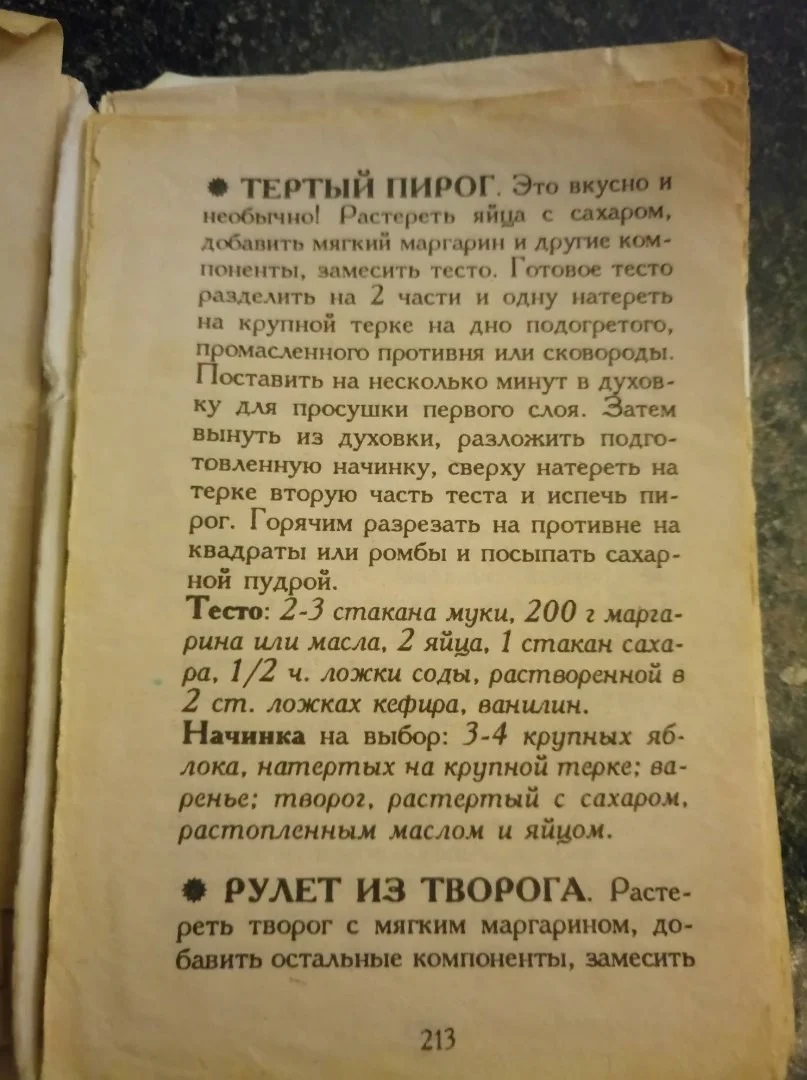 ✹ ТЕРТЫЙ ПИРОГ. Это вкусно и
необычно! Растереть яйца с сахаром,
добавить мягкий маргарин и другие ком-
поненты, замесить тесто. Готовое тесто
разделить на 2 части и одну натереть
на крупной терке на дно подогретого,
промасленного противня или сковороды.
Поставить на несколько минут в духов-
ку для просушки первого слоя. Затем
вынуть из духовки, разложить подго-
товленную начинку, сверху натереть на
терке вторую часть теста и испечь пи-
рог. Горячим разрезать на противне на
квадраты или ромбы и посыпать сахар-
ной пудрой.
Тесто: 2-3 стакана муки, 200 г марга-
рина или масла, 2 яйца, 1 стакан саха-
ра, 1/2 ч. ложки соды, растворенной в
2 ст. ложках кефира, ванилин.
Начинка на выбор: 3-4 крупных яб-
лока, натертых на крупной терке; ва-
ренье; творог, растертый с сахаром,
растопленным маслом и яйцом.
✹ РУЛЕТ ИЗ ТВОРОГА. Расте-
реть творог с мягким маргарином, до-
бавить остальные компоненты, замесить
213